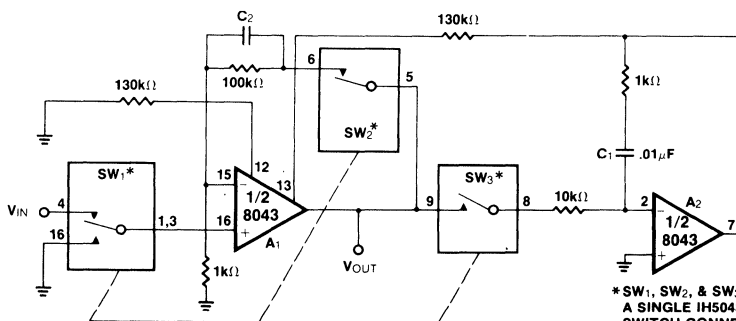 C₂
130kΩ
6
5
100kΩ
130kΩ
1kΩ
SW₂*
C₁
.01μF
12
15
13
SW₁*
1/2
8043
SW₃*
A₂
4
VIN
1,3
16
16
A₁
9
8
10kΩ
2
1/2
8043
7
1kΩ
VOUT
*SW₁, SW₂, & SW
A SINGLE IH504